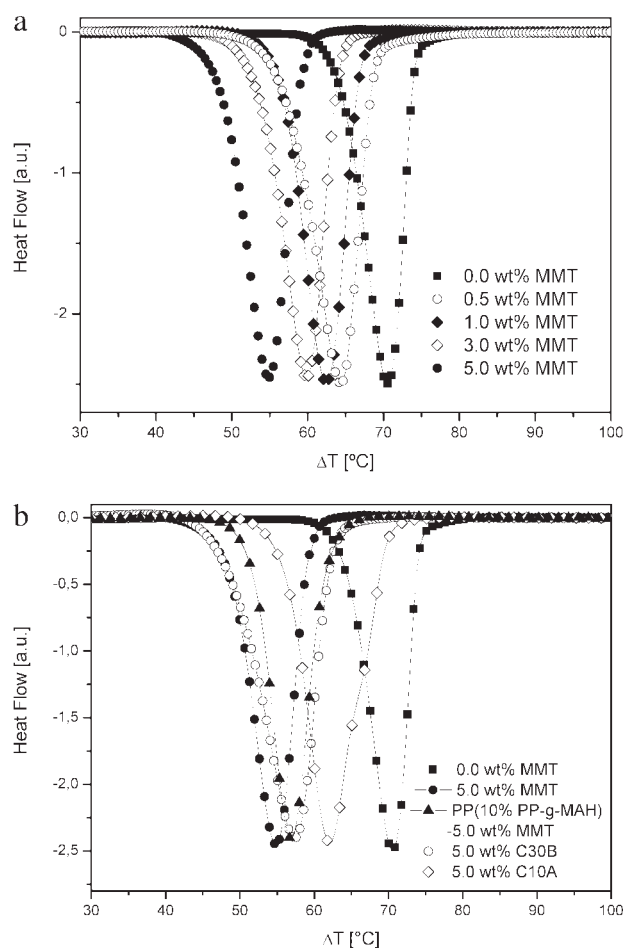 a
0
-1
-2
Heat Flow [a.u.]
0.0 wt% MMT
0.5 wt% MMT
1.0 wt% MMT
3.0 wt% MMT
5.0 wt% MMT
30 40 50 60 70 80 90 100
ΔT [ºC]
b
0,0
-0,5
-1,0
-1,5
-2,0
-2,5
Heat Flow [a.u.]
0.0 wt% MMT
5.0 wt% MMT
PP(10% PP-g-MAH)
-5.0 wt% MMT
5.0 wt% C30B
5.0 wt% C10A
30 40 50 60 70 80 90 100
ΔT [°C]